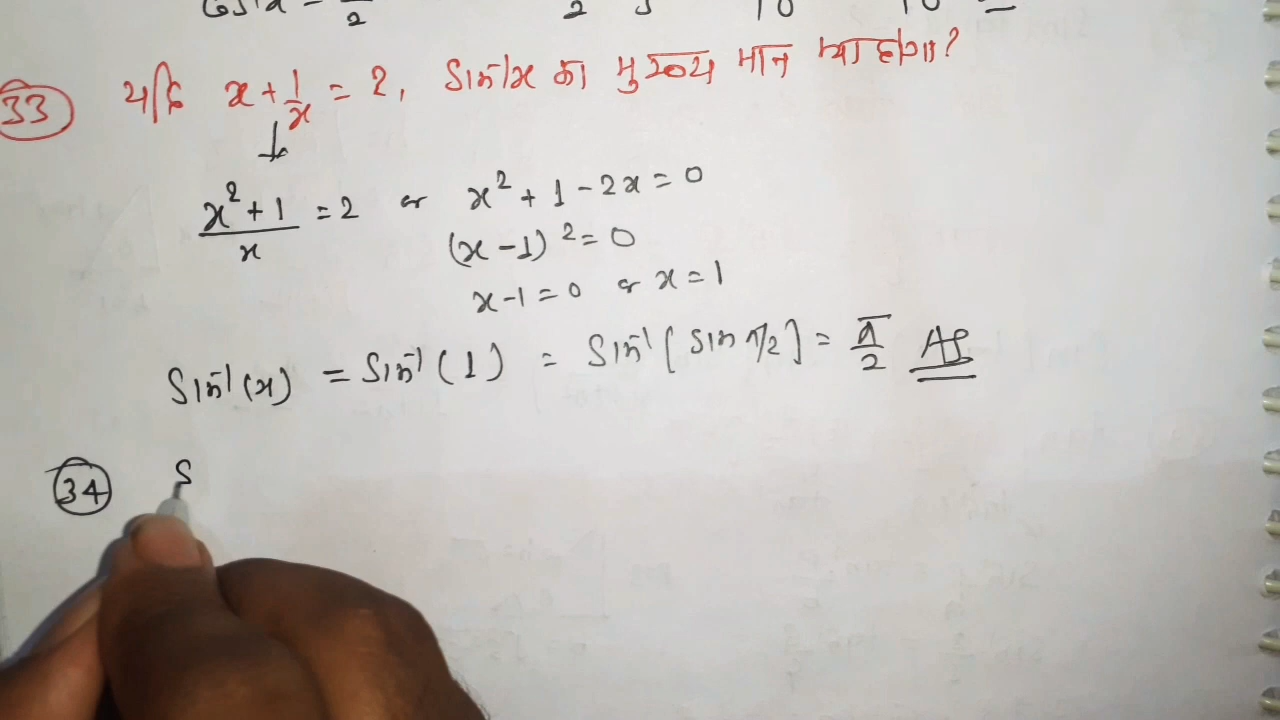 33 यदि x + 1/x = 2, Sin⁻¹x का मुख्य मान क्या होगा?
(x² + 1)/x = 2 or x² + 1 - 2x = 0
(x - 1)² = 0
x - 1 = 0 or x = 1
Sin⁻¹(x) = Sin⁻¹(1) = Sin⁻¹[Sin π/2] = π/2 As
34 S